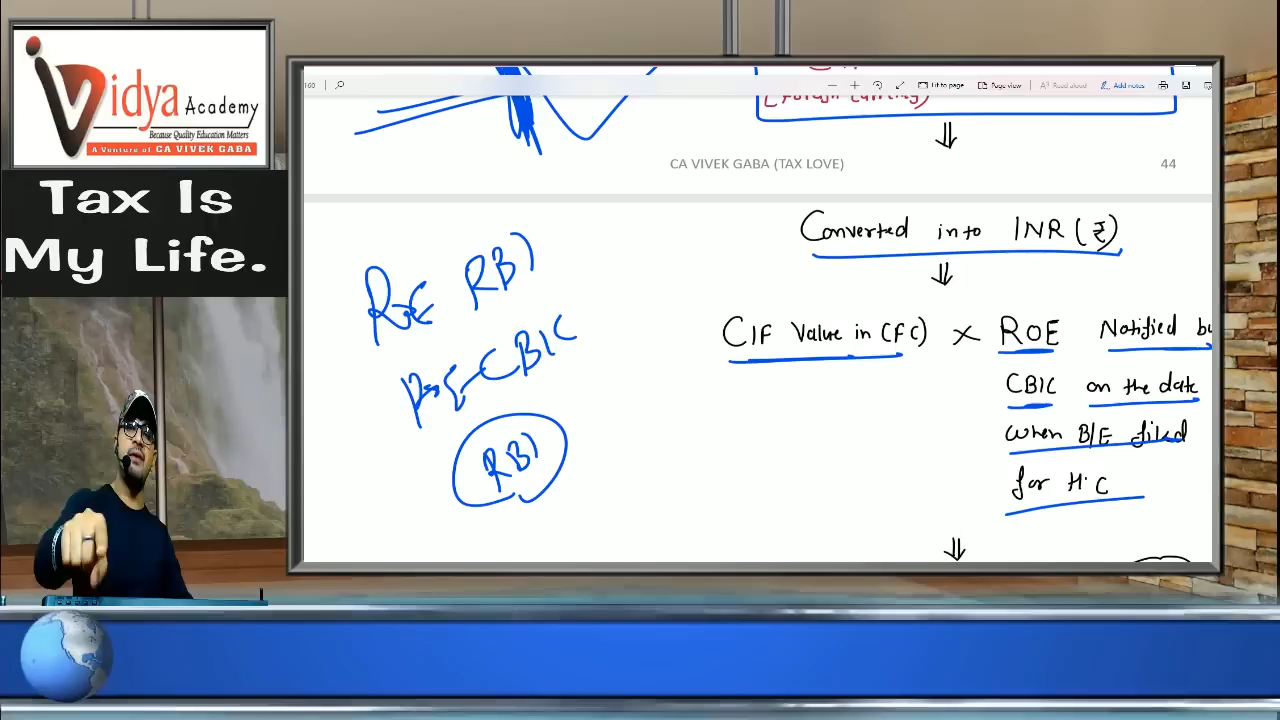 iVidya Academy
Because Quality Education Matters
A Venture of CA VIVEK GABA
Tax Is
My Life.
Fit to page
Page view
Read aloud
Add notes
CA VIVEK GABA (TAX LOVE)
44
Converted into INR (₹)
CIF Value in (FC) × ROE Notified by
CBIC on the date
when B/E filed
for H.C
ROE RBI
CBIC
RBI